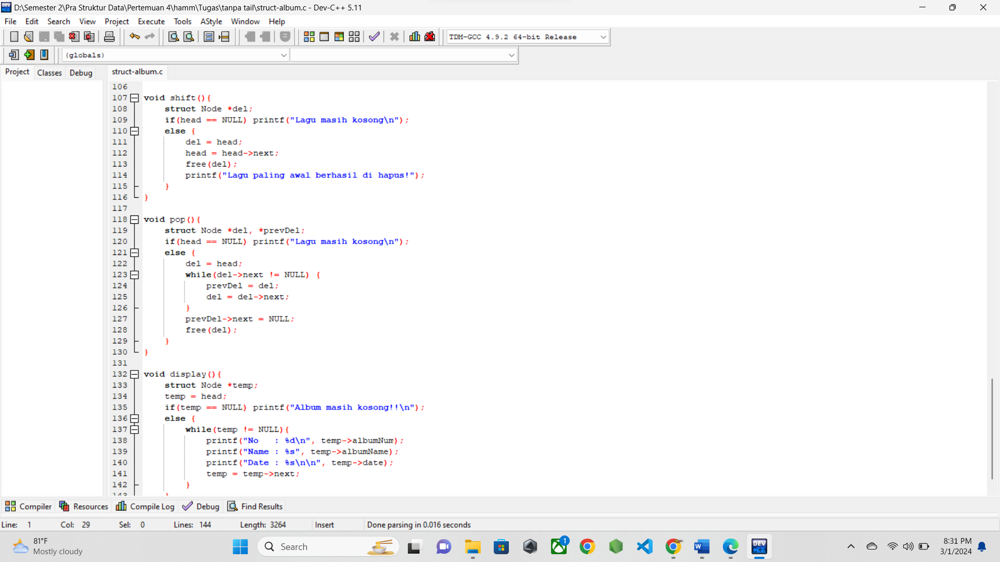 D:\Semester 2\Pra Struktur Data\Pertemuan 4\hamm\Tugas\tanpa tail\struct-album.c - Dev-C++ 5.11
File Edit Search View Project Execute Tools AStyle Window Help
TDM-GCC 4.9.2 64-bit Release
(globals)
Project Classes Debug struct-album.c
106
107 void shift(){
108 struct Node *del;
109 if(head == NULL) printf("Lagu masih kosong\n");
110 else {
111 del = head;
112 head = head->next;
113 free(del);
114 printf("Lagu paling awal berhasil di hapus!");
115 }
116 }
117
118 void pop(){
119 struct Node *del, *prevDel;
120 if(head == NULL) printf("Lagu masih kosong\n");
121 else {
122 del = head;
123 while(del->next != NULL) {
124 prevDel = del;
125 del = del->next;
126 }
127 prevDel->next = NULL;
128 free(del);
129 }
130 }
131
132 void display(){
133 struct Node *temp;
134 temp = head;
135 if(temp == NULL) printf("Album masih kosong!!\n");
136 else {
137 while(temp != NULL){
138 printf("No   : %d\n", temp->albumNum);
139 printf("Name : %s", temp->albumName);
140 printf("Date : %s\n\n", temp->date);
141 temp = temp->next;
142 }
143 }
Compiler Resources Compile Log Debug Find Results
Line: 1 Col: 29 Sel: 0 Lines: 144 Length: 3264 Insert Done parsing in 0.016 seconds
81°F
Mostly cloudy
Search
1
W
DEV
C++
8:31 PM
3/1/2024